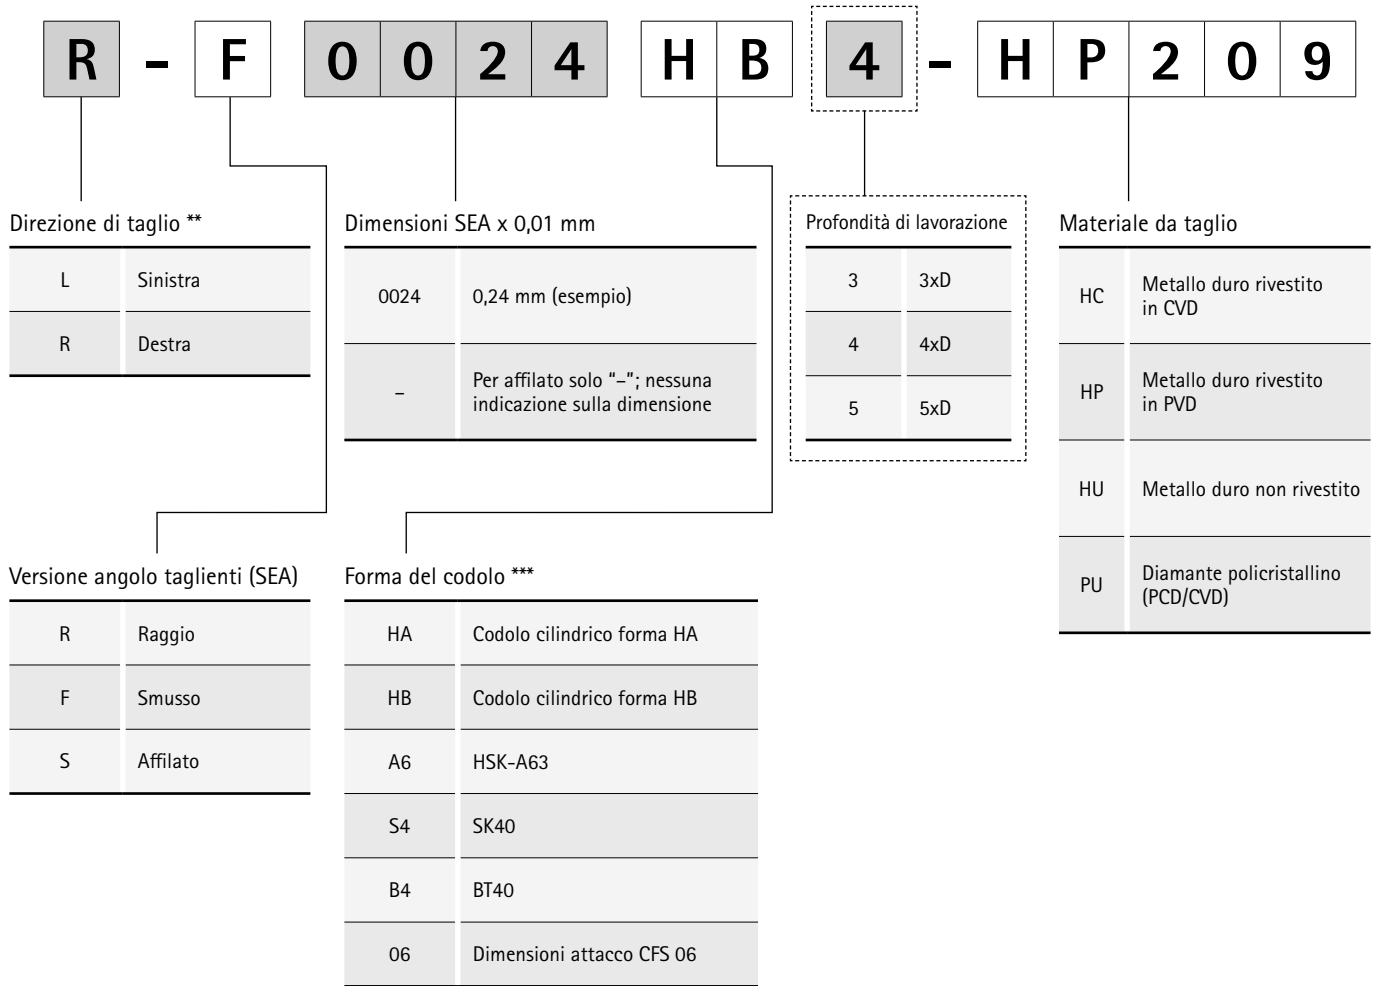 R - F 0 0 2 4 H B 4 - H P 2 0 9
Direzione di taglio **
L Sinistra
R Destra
Dimensioni SEA x 0,01 mm
0024 0,24 mm (esempio)
– Per affilato solo “–”; nessuna
indicazione sulla dimensione
Profondità di lavorazione
3 3xD
4 4xD
5 5xD
Materiale da taglio
HC Metallo duro rivestito
in CVD
HP Metallo duro rivestito
in PVD
HU Metallo duro non rivestito
PU Diamante policristallino
(PCD/CVD)
Versione angolo taglienti (SEA)
R Raggio
F Smusso
S Affilato
Forma del codolo ***
HA Codolo cilindrico forma HA
HB Codolo cilindrico forma HB
A6 HSK-A63
S4 SK40
B4 BT40
06 Dimensioni attacco CFS 06